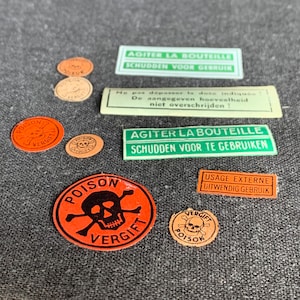 AGITER LA BOUTEILLE
SCHUDDEN VOOR GEBRUIK
Ne pas dépasser la dose indiquée !
De aangegeven hoeveelheid
niet overschrijden !
AGITER LA BOUTEILLE
SCHUDDEN VOOR TE GEBRUIKEN
USAGE EXTERNE
UITWENDIG GEBRUIK
POISON
VERGIFT
VERGIFT
POISON